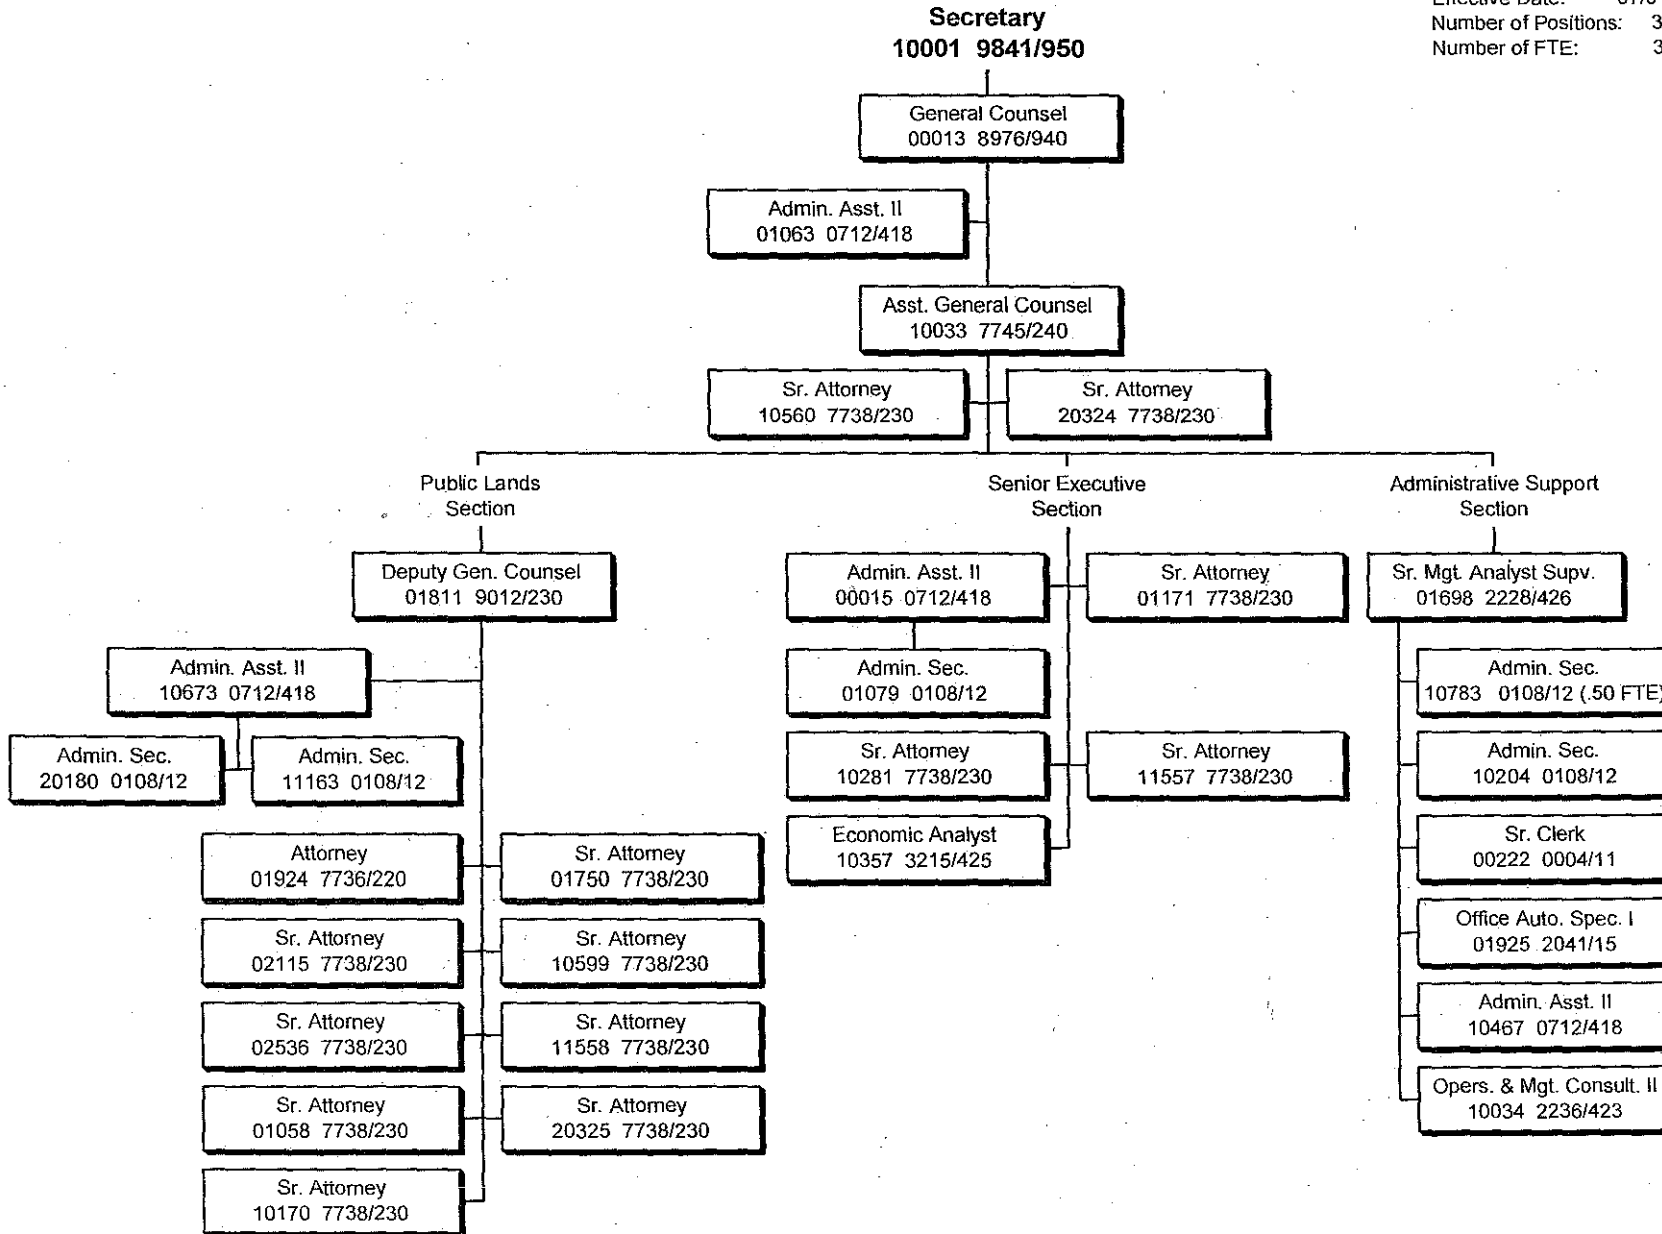 Number of Positions: 3
Number of FTE: 3
Secretary
10001 9841/950
General Counsel
00013 8976/940
Admin. Asst. II
01063 0712/418
Asst. General Counsel
10033 7745/240
Sr. Attorney
10560 7738/230
Sr. Attorney
20324 7738/230
Public Lands
Section
Deputy Gen. Counsel
01811 9012/230
Admin. Asst. II
10673 0712/418
Admin. Sec.
20180 0108/12
Admin. Sec.
11163 0108/12
Attorney
01924 7736/220
Sr. Attorney
01750 7738/230
Sr. Attorney
02115 7738/230
Sr. Attorney
10599 7738/230
Sr. Attorney
02536 7738/230
Sr. Attorney
11558 7738/230
Sr. Attorney
01058 7738/230
Sr. Attorney
20325 7738/230
Sr. Attorney
10170 7738/230
Senior Executive
Section
Admin. Asst. II
00015 0712/418
Sr. Attorney
01171 7738/230
Admin. Sec.
01079 0108/12
Sr. Attorney
10281 7738/230
Sr. Attorney
11557 7738/230
Economic Analyst
10357 3215/425
Administrative Support
Section
Sr. Mgt. Analyst Supv.
01698 2228/426
Admin. Sec.
10783 0108/12 (.50 FTE)
Admin. Sec.
10204 0108/12
Sr. Clerk
00222 0004/11
Office Auto. Spec. I
01925 2041/15
Admin. Asst. II
10467 0712/418
Opers. & Mgt. Consult. II
10034 2236/423